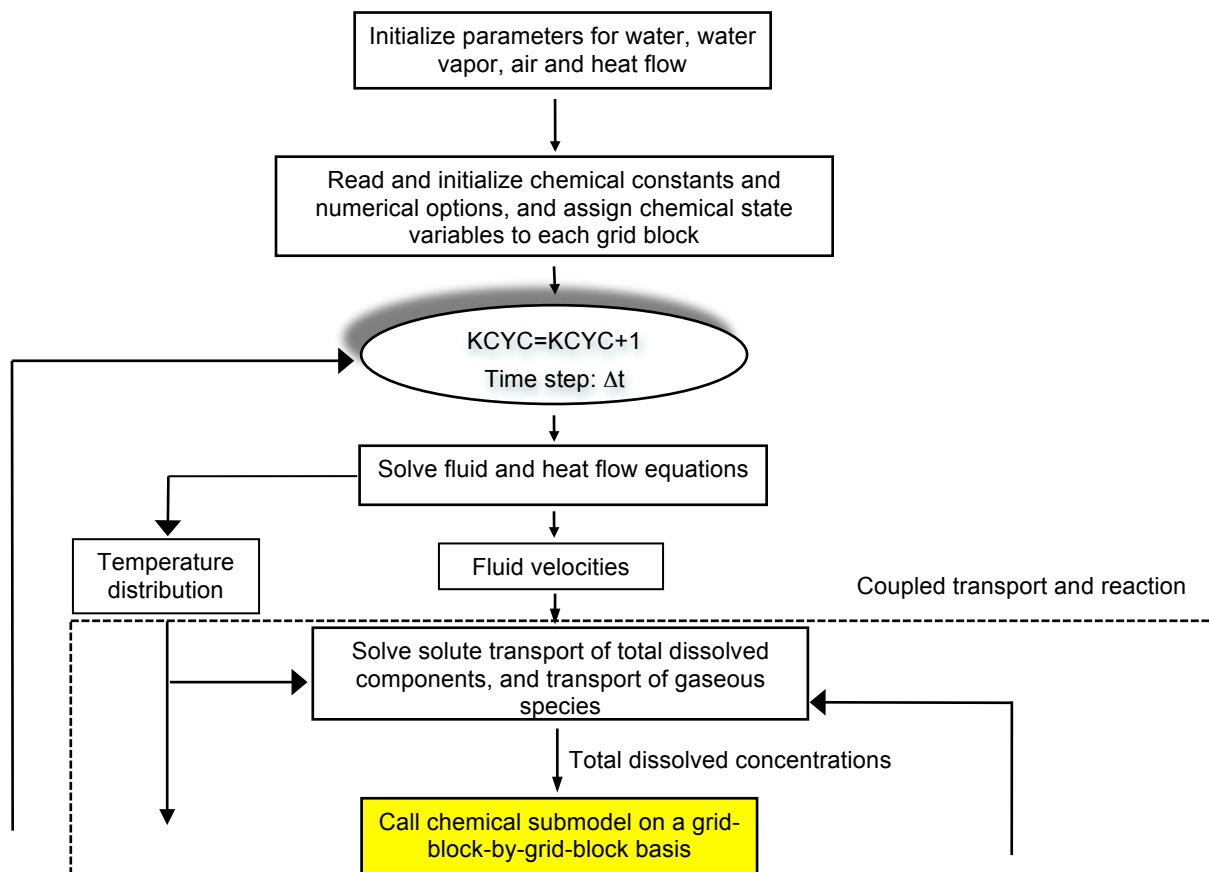 Initialize parameters for water, water
vapor, air and heat flow
Read and initialize chemical constants and
numerical options, and assign chemical state
variables to each grid block
KCYC=KCYC+1
Time step: Δt
Solve fluid and heat flow equations
Temperature
distribution
Fluid velocities
Coupled transport and reaction
Solve solute transport of total dissolved
components, and transport of gaseous
species
Total dissolved concentrations
Call chemical submodel on a grid-
block-by-grid-block basis